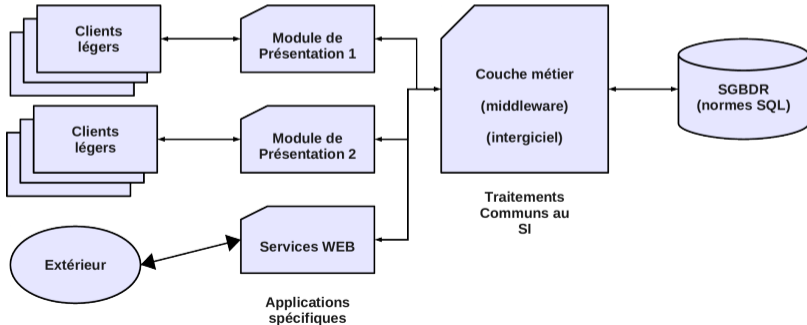 Clients
légers
Module de
Présentation 1
Couche métier
(middleware)
(intergiciel)
SGBDR
(normes SQL)
Clients
légers
Module de
Présentation 2
Traitements
Communs au
SI
Extérieur
Services WEB
Applications
spécifiques